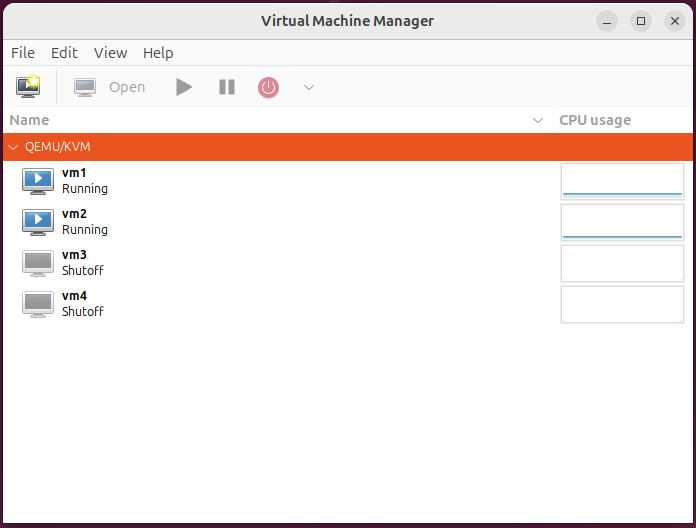 Virtual Machine Manager
File Edit View Help
Open
Name CPU usage
QEMU/KVM
vm1
Running
vm2
Running
vm3
Shutoff
vm4
Shutoff